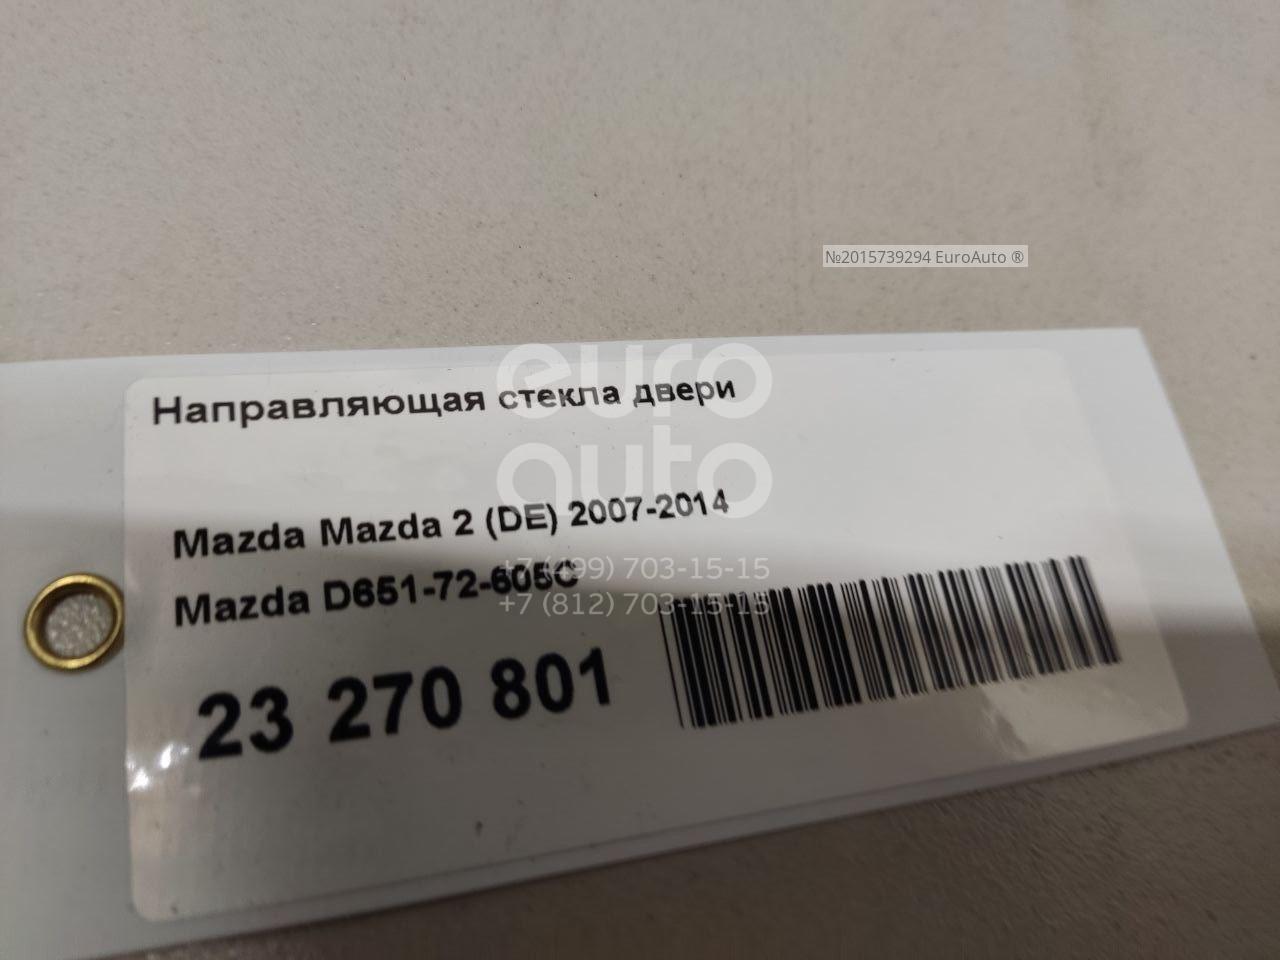 №2015739294 EuroAuto ®
Направляющая стекла двери
euro
auto
Mazda Mazda 2 (DE) 2007-2014
+7 (499) 703-15-15
Mazda D651-72-605C
+7 (812) 703-15-15
23 270 801